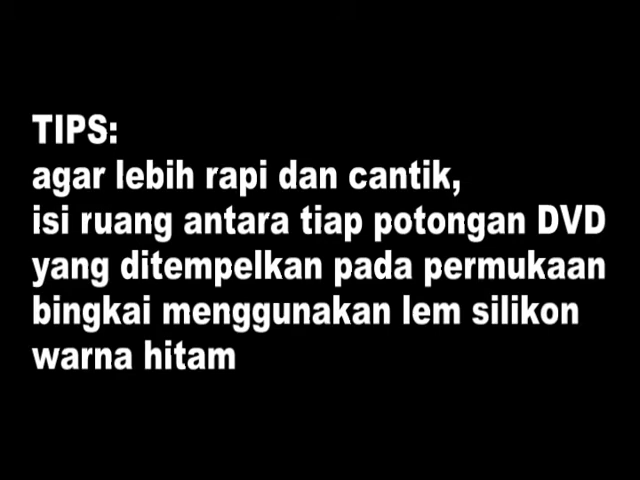 TIPS:
agar lebih rapi dan cantik,
isi ruang antara tiap potongan DVD
yang ditempelkan pada permukaan
bingkai menggunakan lem silikon
warna hitam